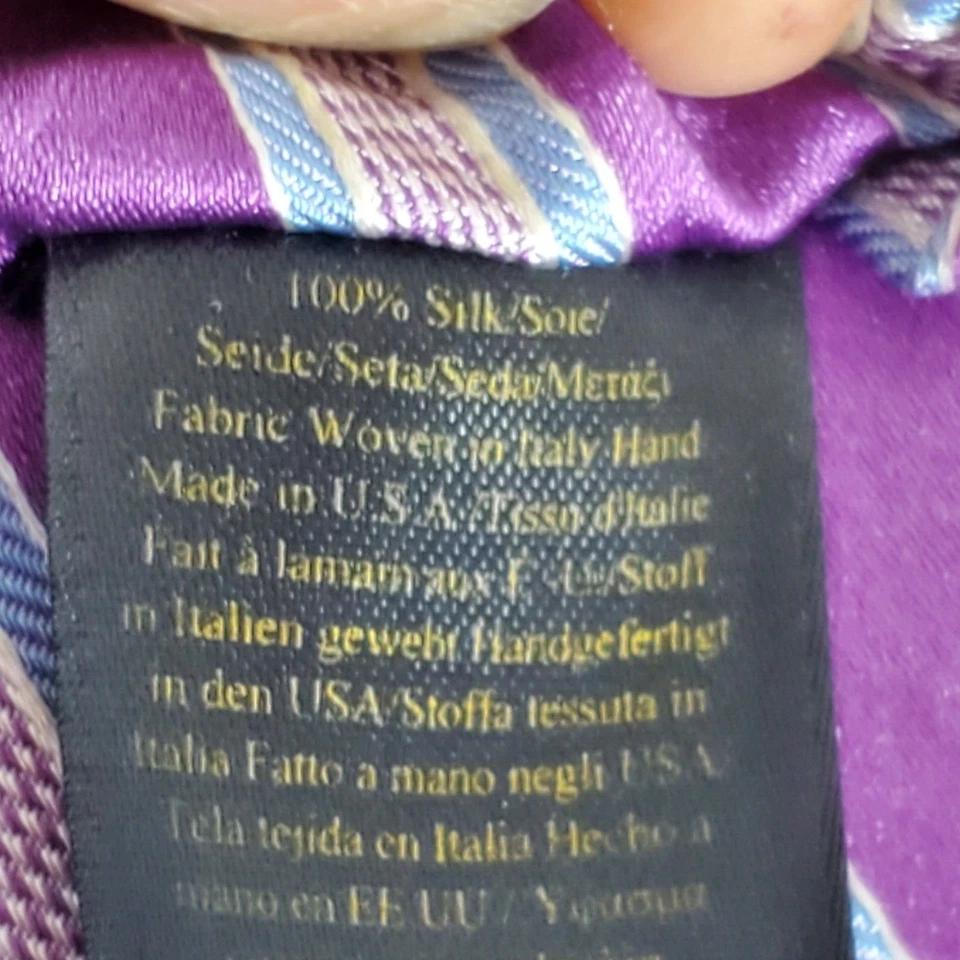 100% Silk/Soie/
Seide/Seta/Seda/Μετάξι
Fabric Woven in Italy Hand
Made in U.S.A./Tissu d'Italie
Fait à lamain aux É.-U./Stoff
in Italien gewebt Handgefertigt
in den USA/Stoffa tessuta in
Italia Fatto a mano negli USA
Tela tejida en Italia Hecho a
mano en EE UU / Υφασμα